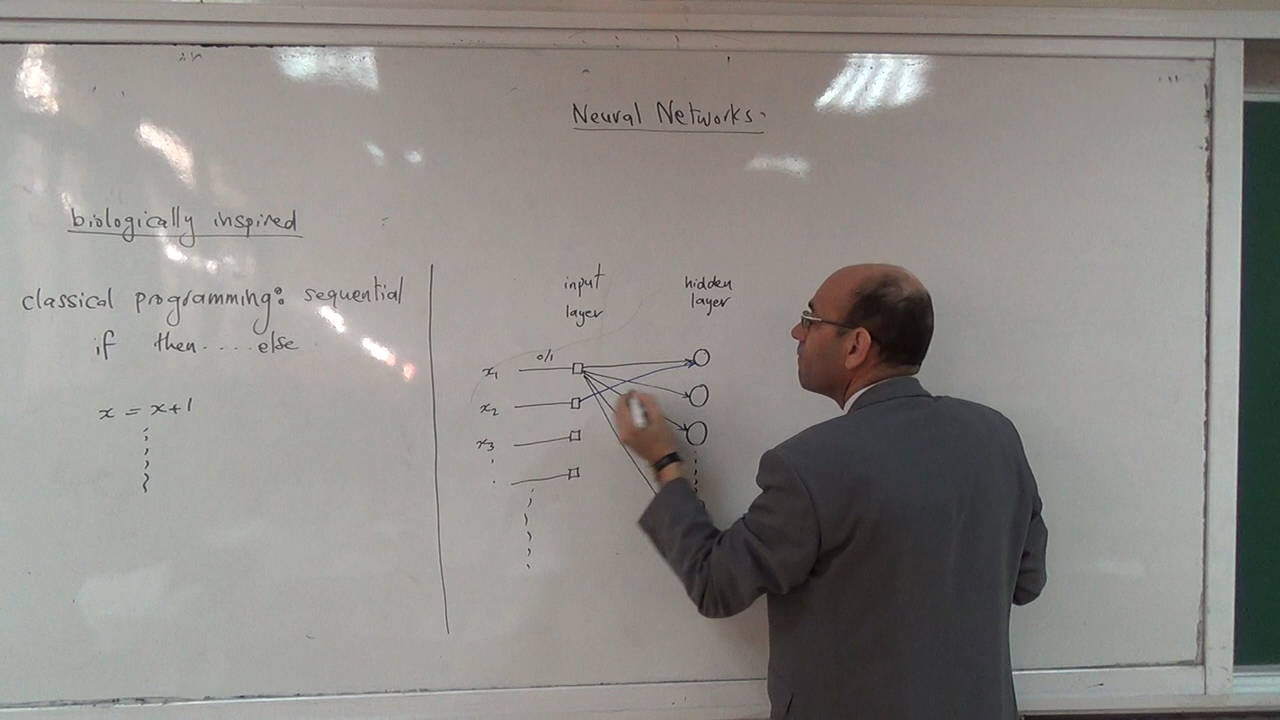 Neural Networks.
biologically inspired
classical programming: sequential
if then.....else
x = x+1
input
layer
hidden
layer
0/1
x₁
x₂
x₃